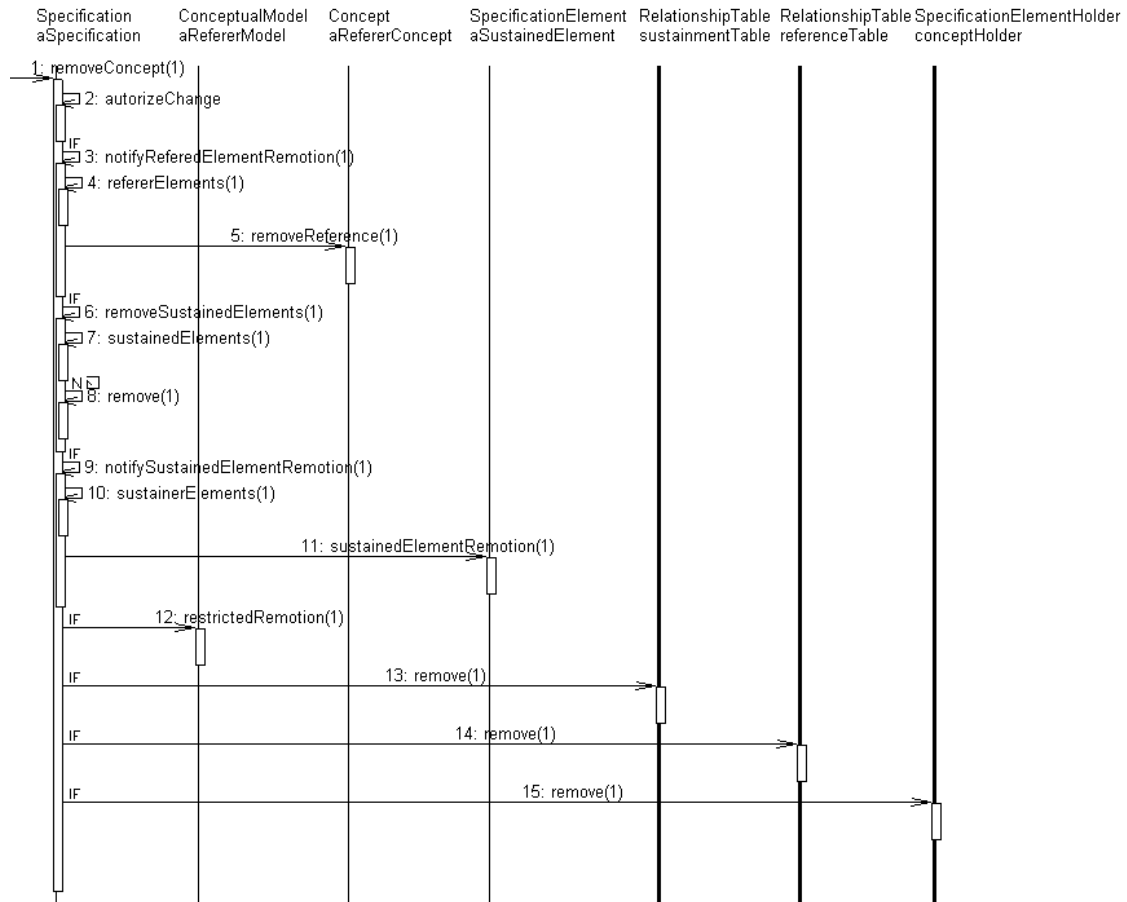 Specification ConceptualModel Concept SpecificationElement RelationshipTable RelationshipTable SpecificationElementHolder
aSpecification aRefererModel aRefererConcept aSustainedElement sustainmentTable referenceTable conceptHolder
1: removeConcept(1)
2: autorizeChange
IF
3: notifyReferedElementRemotion(1)
4: refererElements(1)
5: removeReference(1)
IF
6: removeSustainedElements(1)
7: sustainedElements(1)
N
8: remove(1)
IF
9: notifySustainedElementRemotion(1)
10: sustainerElements(1)
11: sustainedElementRemotion(1)
IF 12: restrictedRemotion(1)
IF 13: remove(1)
IF 14: remove(1)
IF 15: remove(1)